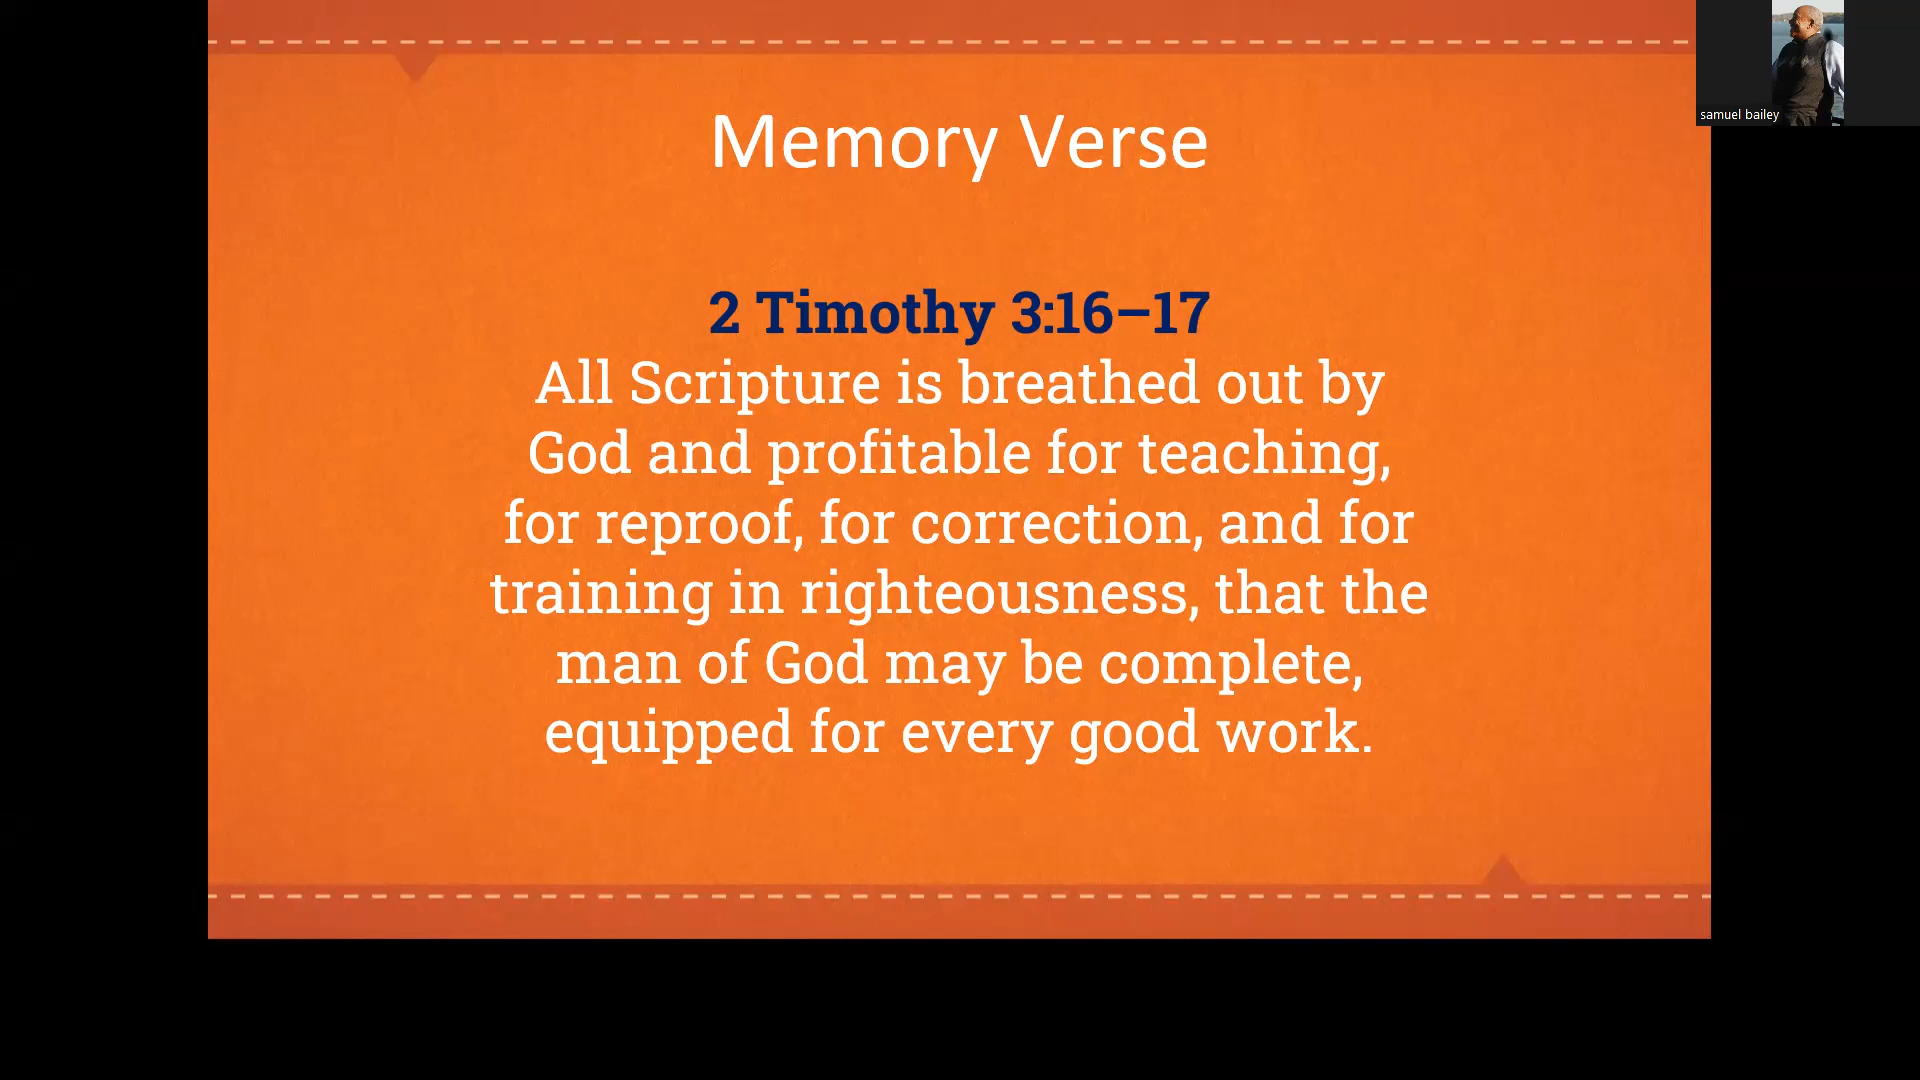 Memory Verse
2 Timothy 3:16–17
All Scripture is breathed out by
God and profitable for teaching,
for reproof, for correction, and for
training in righteousness, that the
man of God may be complete,
equipped for every good work.
samuel bailey